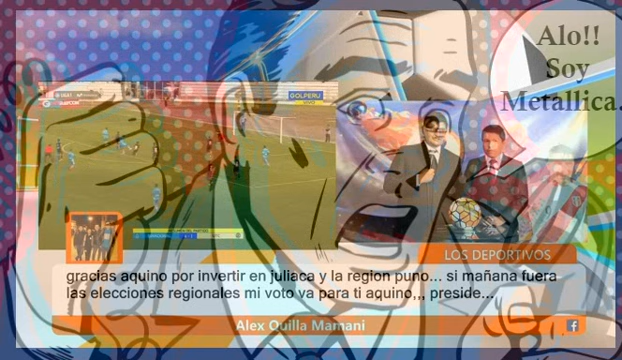 Alo!!
Soy
Metallica.
GOLPERU
VIVO
LOS DEPORTIVOS
gracias aquino por invertir en juliaca y la region puno... si mañana fuera
las elecciones regionales mi voto va para ti aquino,,, preside...
Alex Quilla Mamani
f